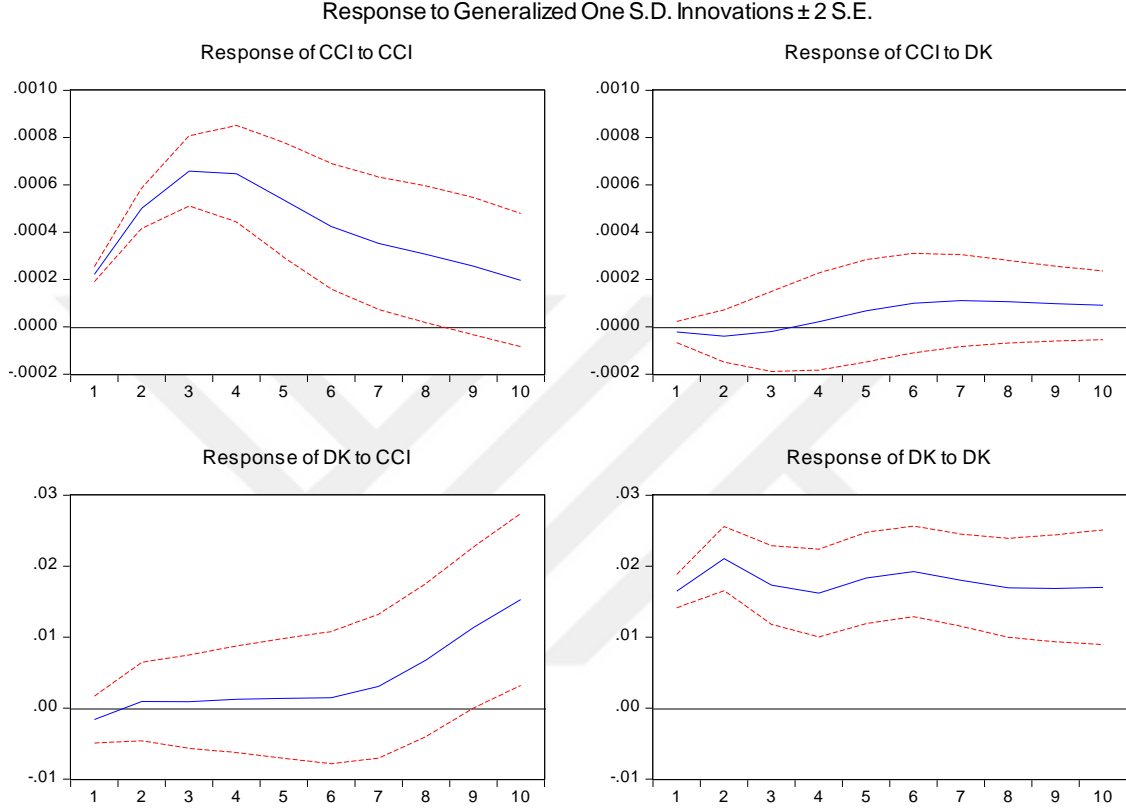 Response to Generalized One S.D. Innovations ± 2 S.E.
Response of CCI to CCI
.0010
.0008
.0006
.0004
.0002
.0000
-.0002
1 2 3 4 5 6 7 8 9 10
Response of CCI to DK
.0010
.0008
.0006
.0004
.0002
.0000
-.0002
1 2 3 4 5 6 7 8 9 10
Response of DK to CCI
.03
.02
.01
.00
-.01
1 2 3 4 5 6 7 8 9 10
Response of DK to DK
.03
.02
.01
.00
-.01
1 2 3 4 5 6 7 8 9 10